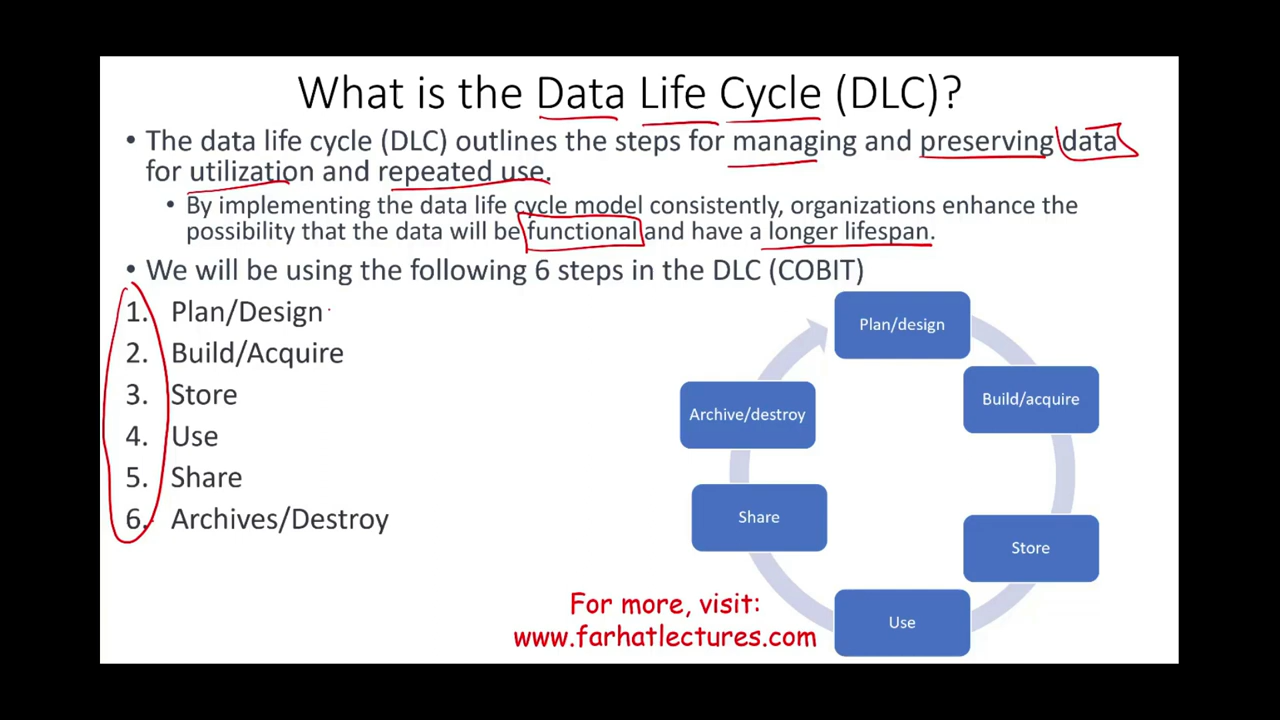 What is the Data Life Cycle (DLC)?
• The data life cycle (DLC) outlines the steps for managing and preserving data
for utilization and repeated use.
• By implementing the data life cycle model consistently, organizations enhance the
possibility that the data will be functional and have a longer lifespan.
• We will be using the following 6 steps in the DLC (COBIT)
1. Plan/Design
2. Build/Acquire
3. Store
4. Use
5. Share
6. Archives/Destroy
Plan/design
Build/acquire
Store
Use
Share
Archive/destroy
For more, visit:
www.farhatlectures.com